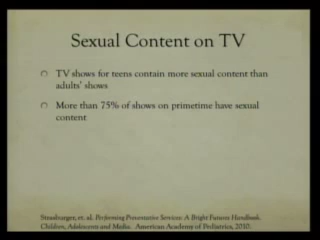 Sexual Content on TV
TV shows for teens contain more sexual content than
adults' shows
More than 75% of shows on primetime have sexual
content
Strasburger, et. al. Performing Preventative Services: A Bright Futures Handbook.
Children, Adolescents and Media. American Academy of Pediatrics, 2010.